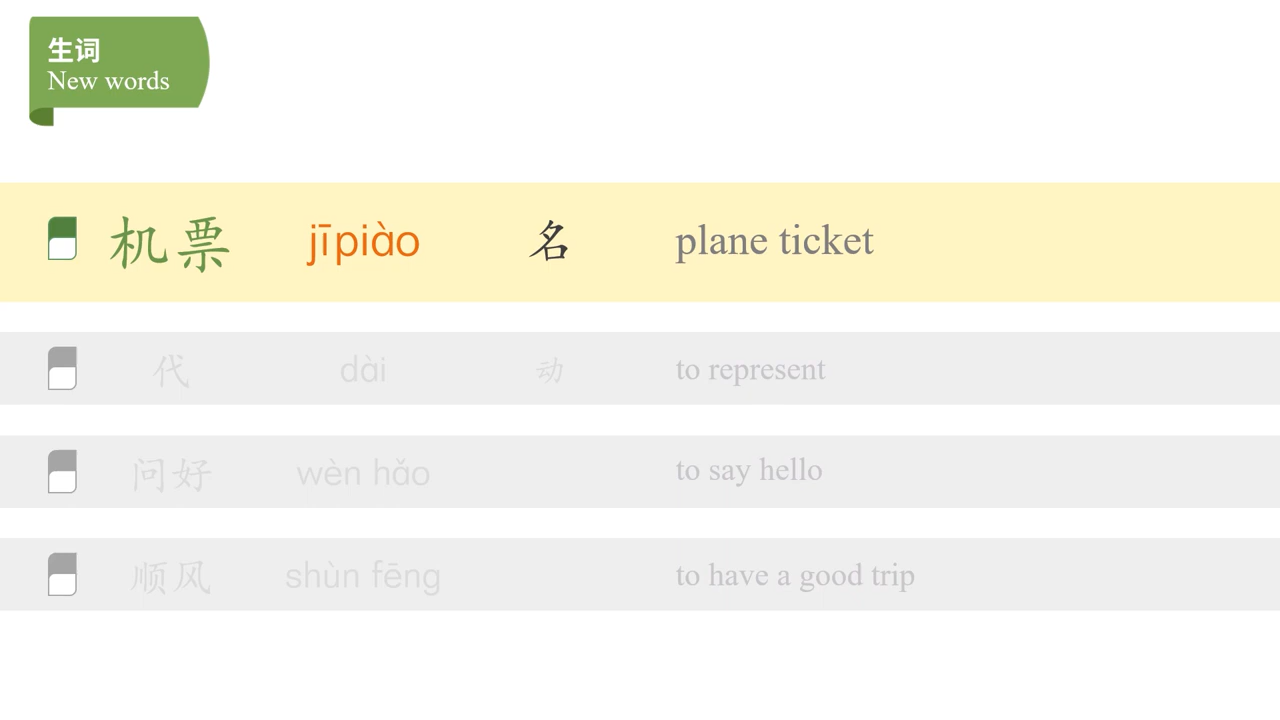 生词
New words
机票 jīpiào 名 plane ticket
代 dài 动 to represent
问好 wèn hǎo to say hello
顺风 shùn fēng to have a good trip